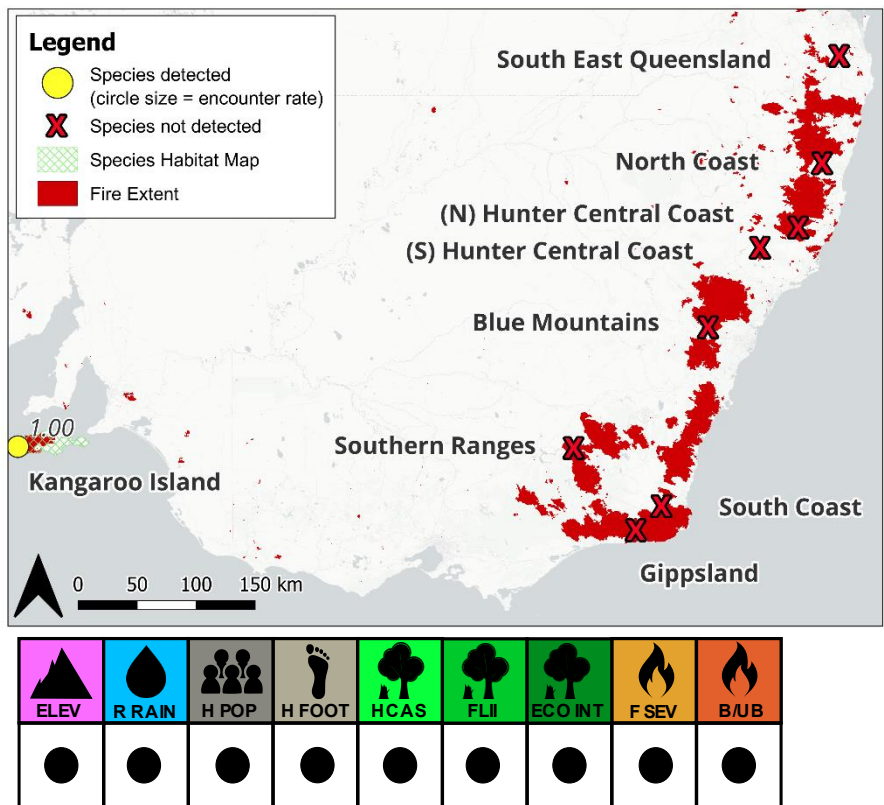 Legend
Species detected
(circle size = encounter rate)
Species not detected
Species Habitat Map
Fire Extent
South East Queensland
North Coast
(N) Hunter Central Coast
(S) Hunter Central Coast
Blue Mountains
1.00
Southern Ranges
Kangaroo Island
South Coast
Gippsland
0 50 100 150 km
ELEV R RAIN H POP H FOOT HCAS FLII ECO INT F SEV B/UB